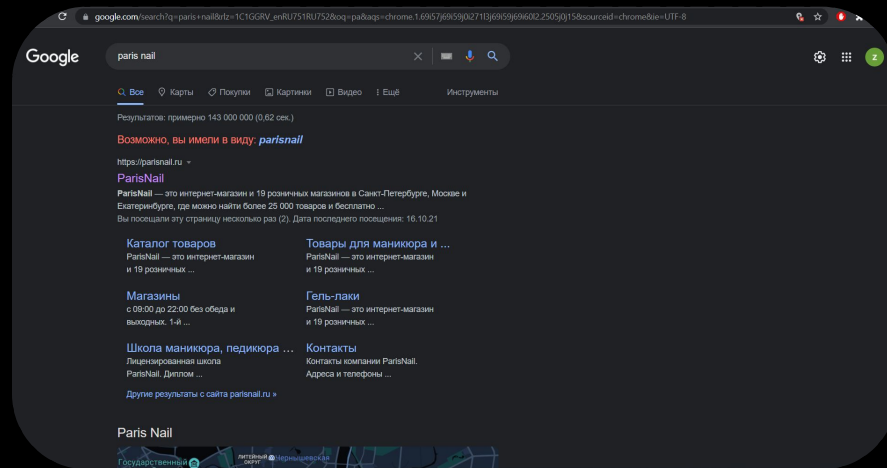 google.com/search?q=paris+nail&rlz=1C1GGRV_enRU751RU752&oq=pa&aqs=chrome.1.69i57j69i59j0i271l3j69i59j69i60l2.2505j0j15&sourceid=chrome&ie=UTF-8
Google
paris nail
z
Все Карты Покупки Картинки Видео Ещё Инструменты
Результатов: примерно 143 000 000 (0,62 сек.)
Возможно, вы имели в виду: parisnail
https://parisnail.ru
ParisNail
ParisNail — это интернет-магазин и 19 розничных магазинов в Санкт-Петербурге, Москве и
Екатеринбурге, где можно найти более 25 000 товаров и бесплатно ...
Вы посещали эту страницу несколько раз (2). Дата последнего посещения: 16.10.21
Каталог товаров
ParisNail — это интернет-магазин
и 19 розничных ...
Товары для маникюра и ...
ParisNail — это интернет-магазин
и 19 розничных ...
Магазины
с 09:00 до 22:00 без обеда и
выходных. 1-й ...
Гель-лаки
ParisNail — это интернет-магазин
и 19 розничных ...
Школа маникюра, педикюра ...
Лицензированная школа
ParisNail. Диплом ...
Контакты
Контакты компании ParisNail.
Адреса и телефоны ...
Другие результаты с сайта parisnail.ru »
Paris Nail
ЛИТЕЙНЫЙ
ОКРУГ
Чернышевская
Государственный